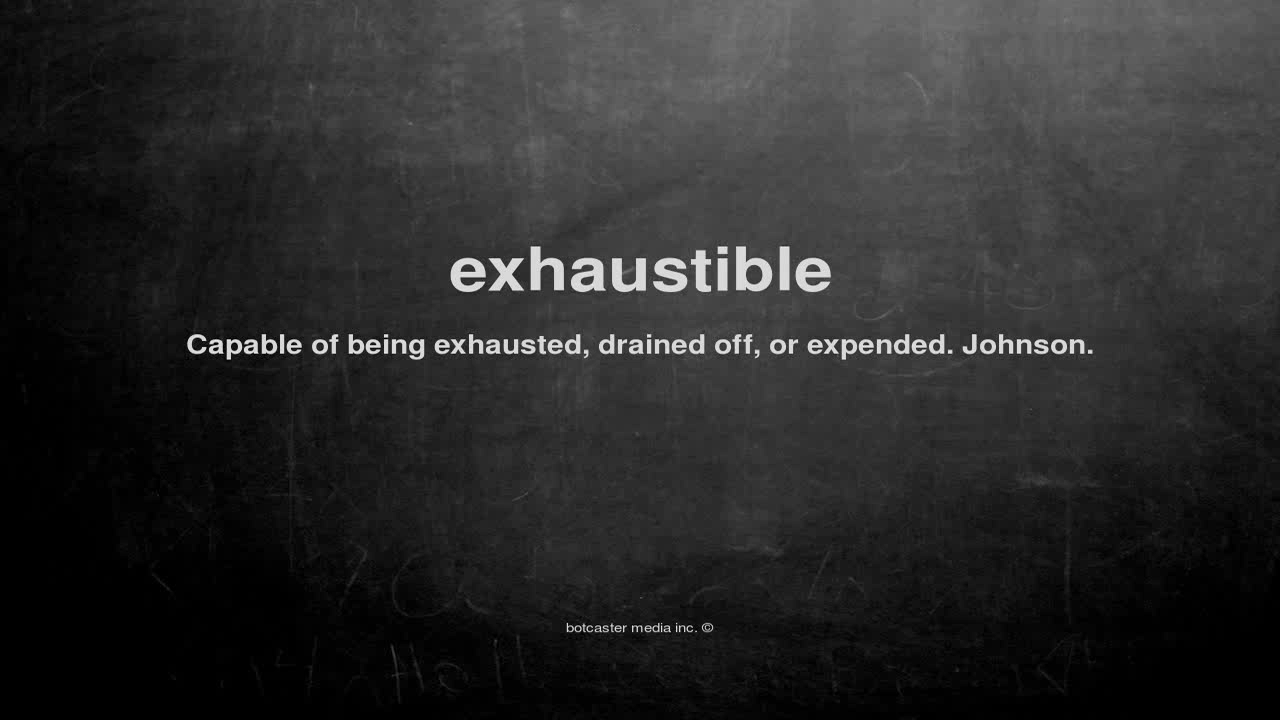 exhaustible
Capable of being exhausted, drained off, or expended. Johnson.
botcaster media inc. ©